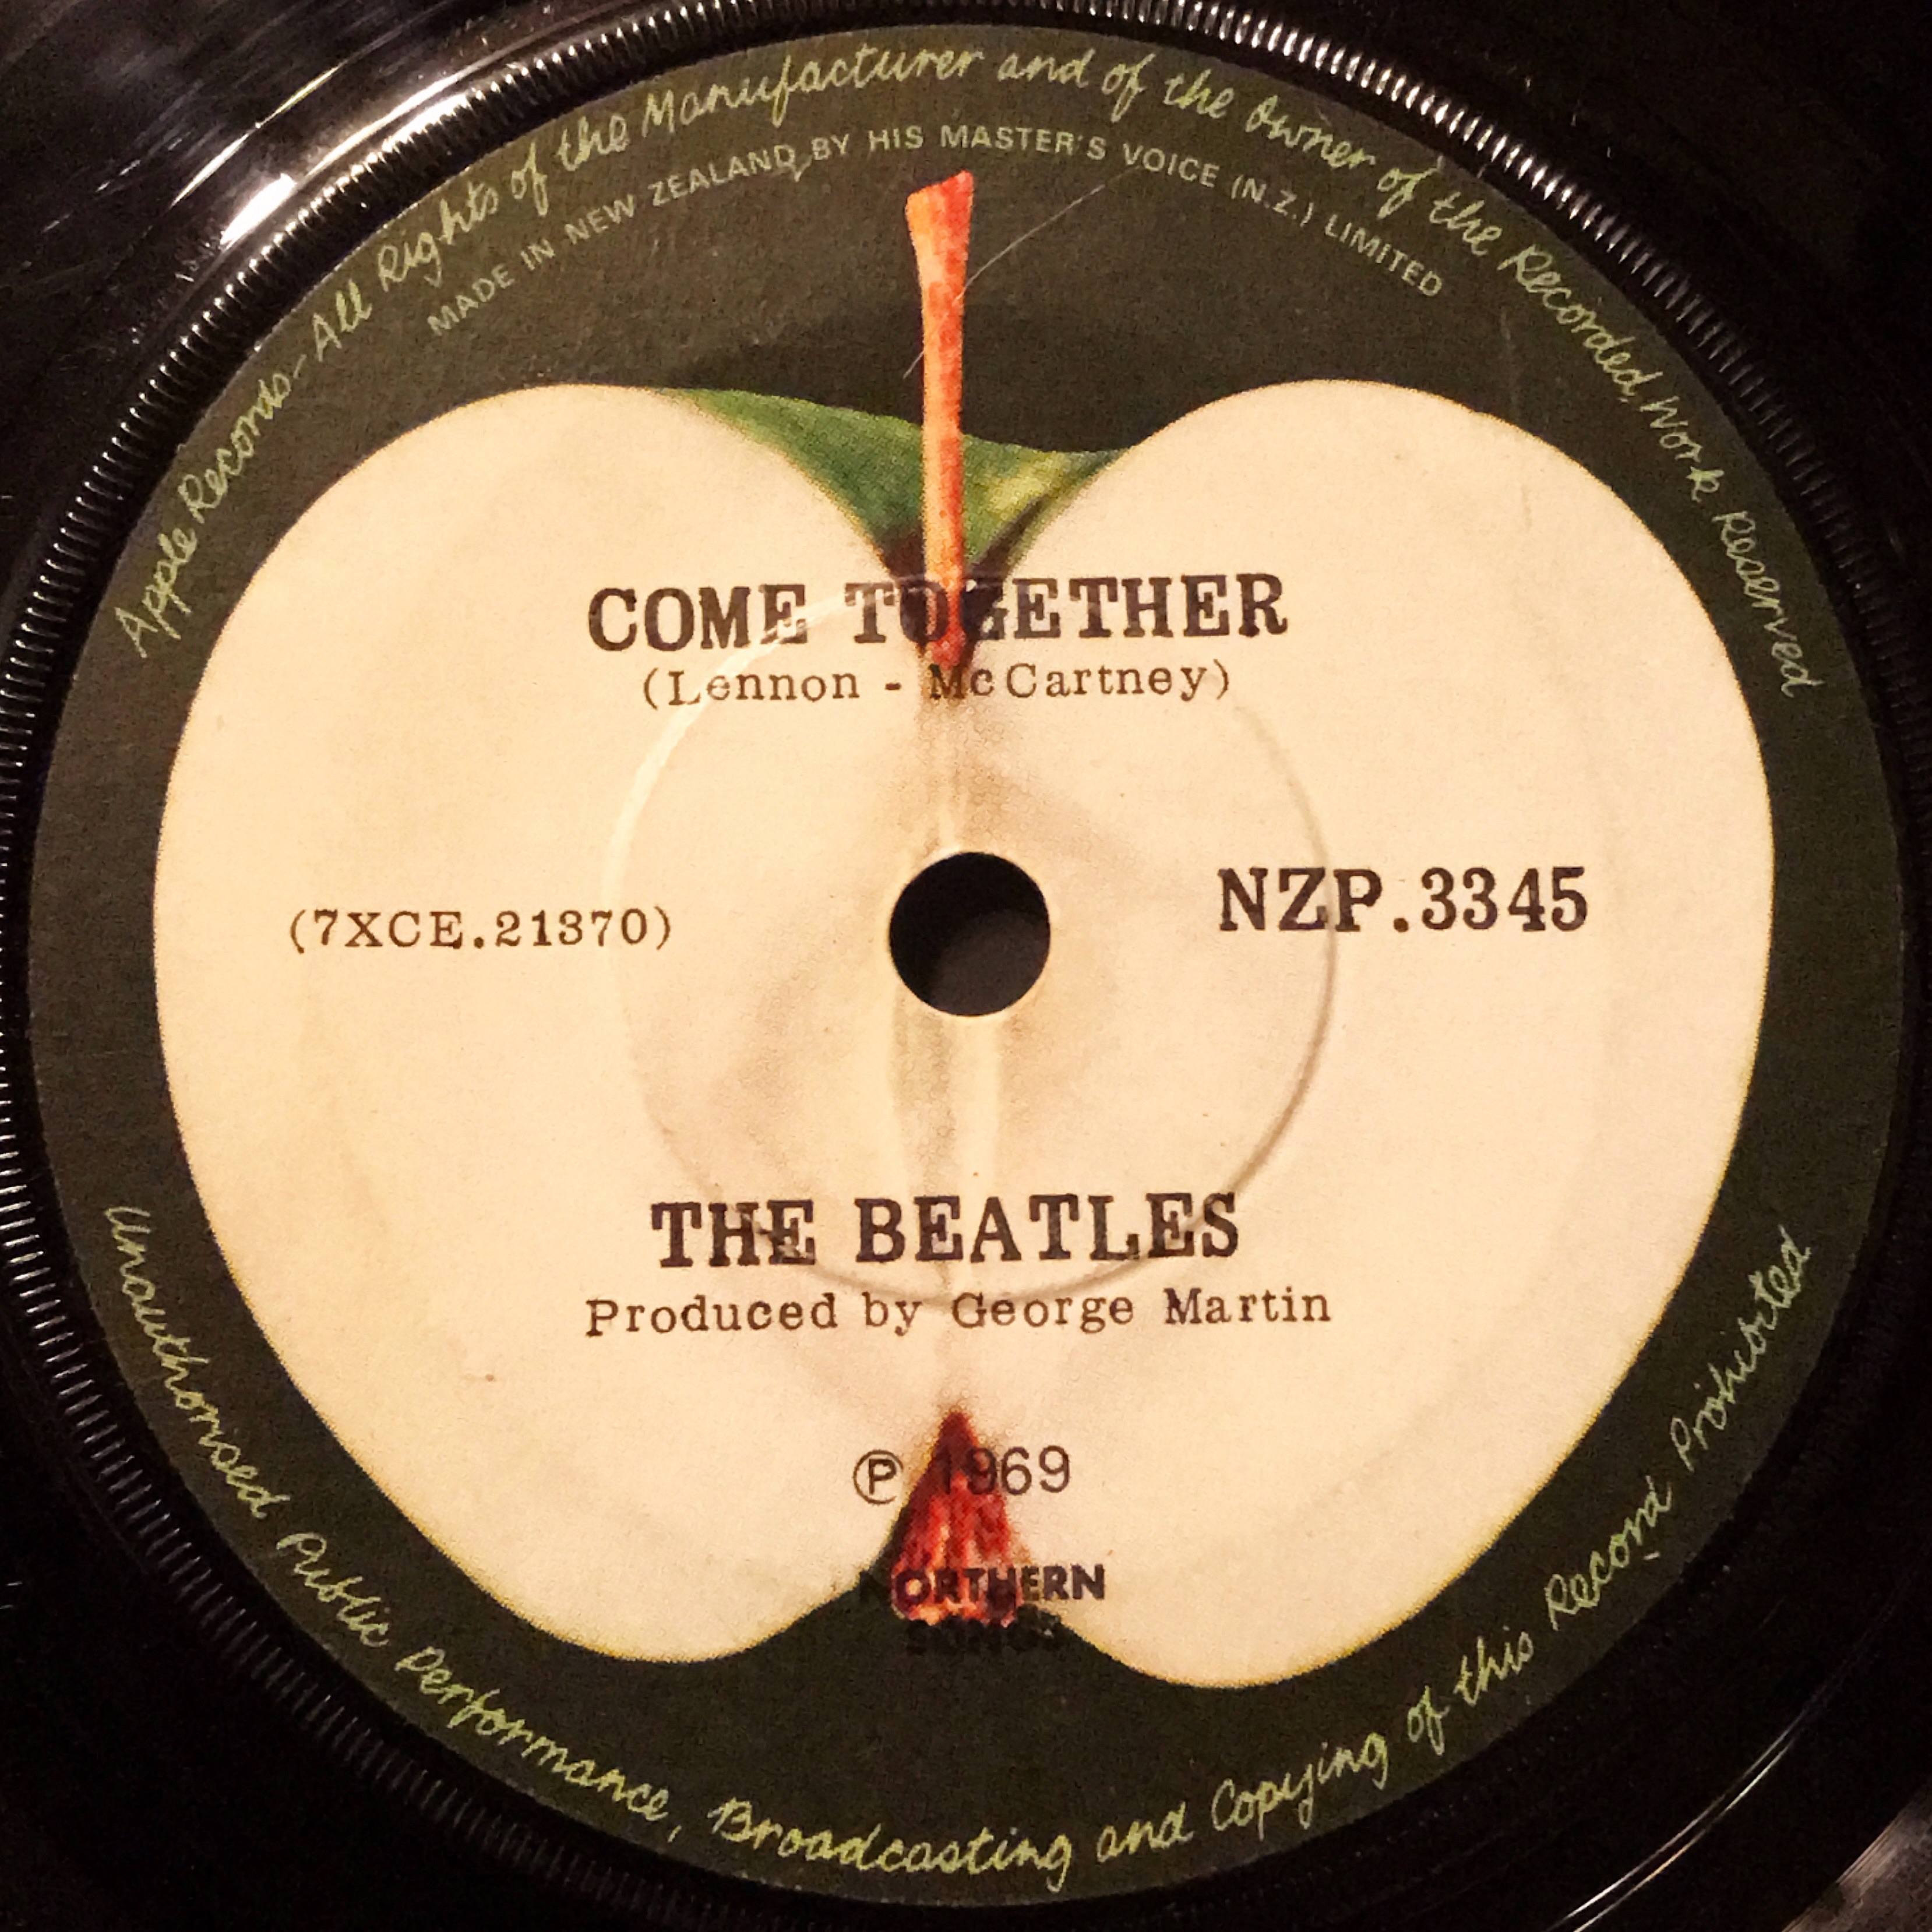 Apple Records - All Rights of the Manufacturer and of the Owner of the Recorded Work Reserved
MADE IN NEW ZEALAND BY HIS MASTER'S VOICE (N.Z.) LIMITED
COME TOGETHER
(Lennon - McCartney)
(7XCE.21370)
NZP.3345
THE BEATLES
Produced by George Martin
℗ 1969
NORTHERN
SONGS
Unauthorised Public Performance, Broadcasting and Copying of this Record Prohibited